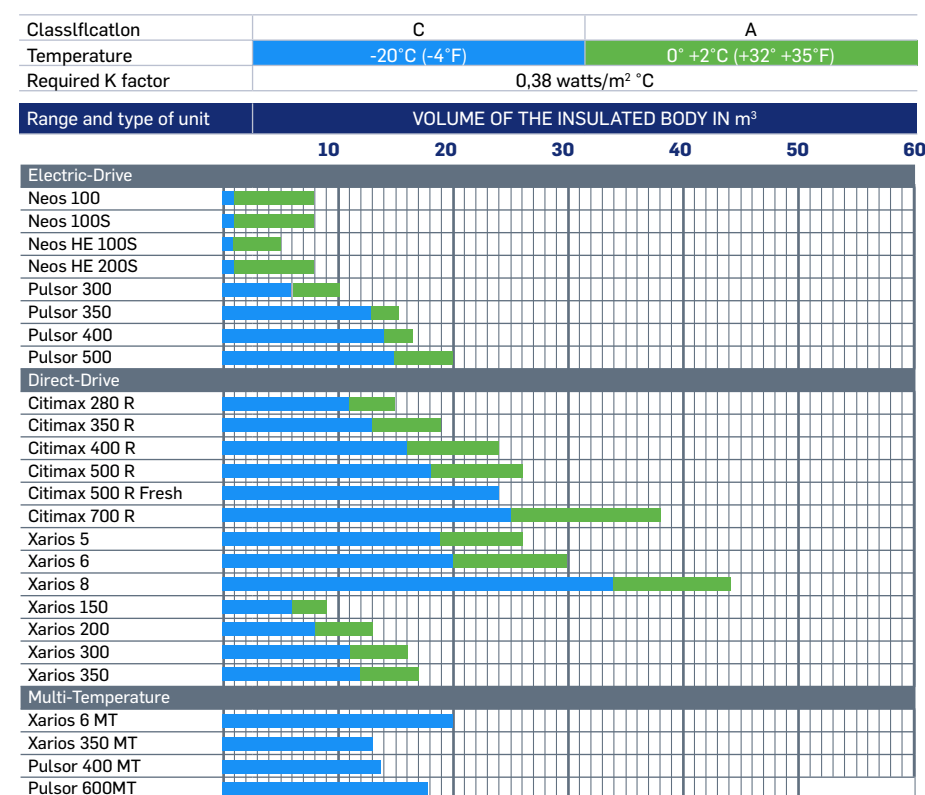 Classlflcatlon C A
Temperature -20°C (-4°F) 0° +2°C (+32° +35°F)
Required K factor 0,38 watts/m² °C
Range and type of unit VOLUME OF THE INSULATED BODY IN m³
10 20 30 40 50 60
Electric-Drive
Neos 100
Neos 100S
Neos HE 100S
Neos HE 200S
Pulsor 300
Pulsor 350
Pulsor 400
Pulsor 500
Direct-Drive
Citimax 280 R
Citimax 350 R
Citimax 400 R
Citimax 500 R
Citimax 500 R Fresh
Citimax 700 R
Xarios 5
Xarios 6
Xarios 8
Xarios 150
Xarios 200
Xarios 300
Xarios 350
Multi-Temperature
Xarios 6 MT
Xarios 350 MT
Pulsor 400 MT
Pulsor 600MT